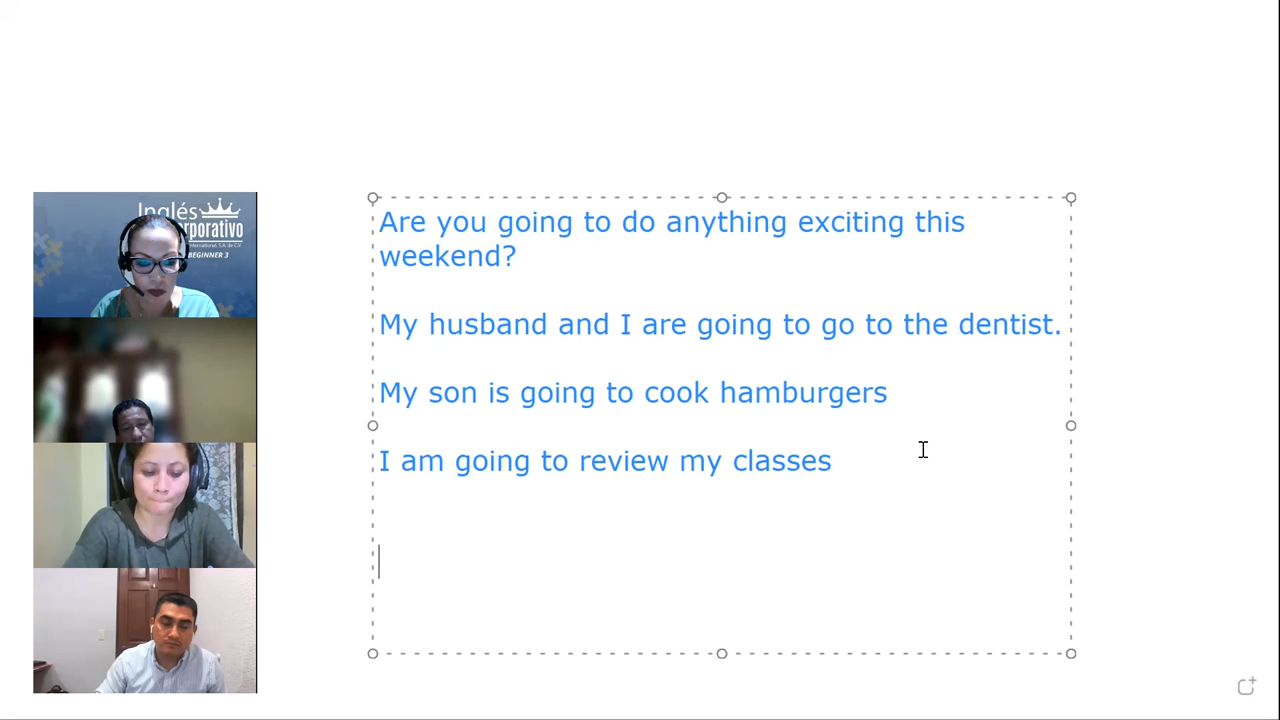 Inglés
Corporativo
BEGINNER 3
Are you going to do anything exciting this
weekend?
My husband and I are going to go to the dentist.
My son is going to cook hamburgers
I am going to review my classes